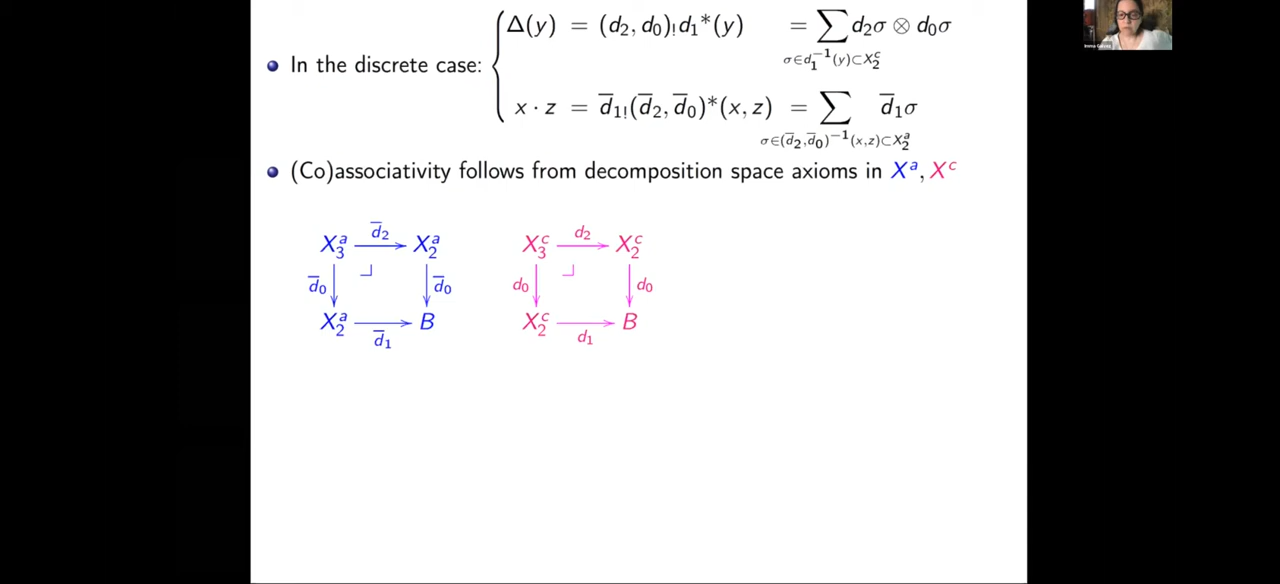 • In the discrete case: { Δ(y) = (d₂, d₀)₍!₎d₁*(y) = ∑_{σ∈d₁⁻¹(y)⊂X₂ᶜ} d₂σ ⊗ d₀σ
x · z = d̅₁!(d̅₂, d̅₀)*(x, z) = ∑_{σ∈(d̅₂,d̅₀)⁻¹(x,z)⊂X₂ᵃ} d̅₁σ
• (Co)associativity follows from decomposition space axioms in Xᵃ, Xᶜ
d̅₂ d₂
X₃ᵃ X₂ᵃ X₃ᶜ X₂ᶜ
d̅₀ d̅₀ d₀ d₀
X₂ᵃ B X₂ᶜ B
d̅₁ d₁